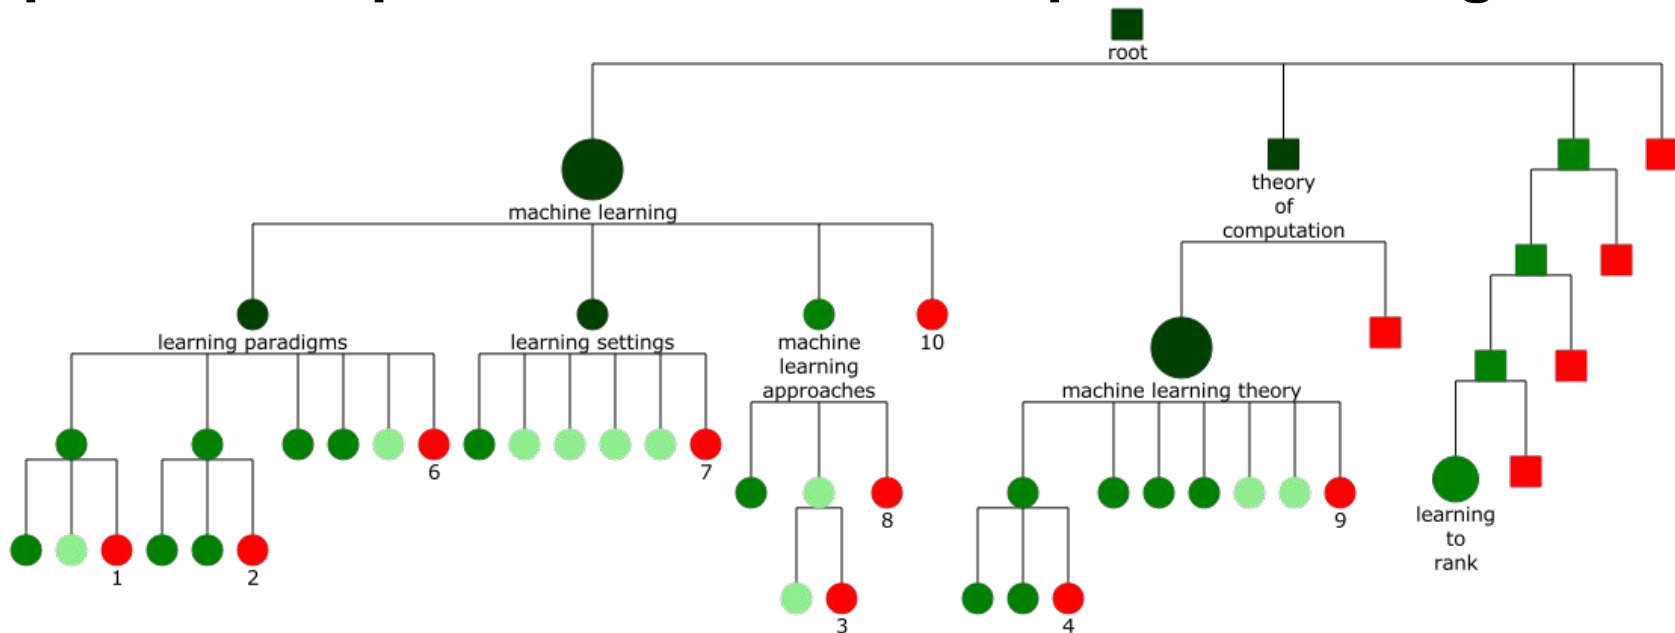 root
machine learning
theory
of
computation
learning paradigms
learning settings
machine
learning
approaches
10
machine learning theory
6
7
8
9
learning
to
rank
1
2
3
4